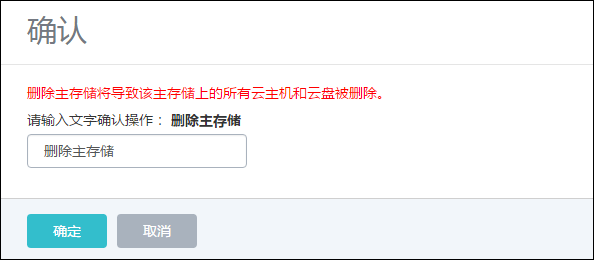 确认
删除主存储将导致该主存储上的所有云主机和云盘被删除。
请输入文字确认操作： 删除主存储
删除主存储
确定 取消